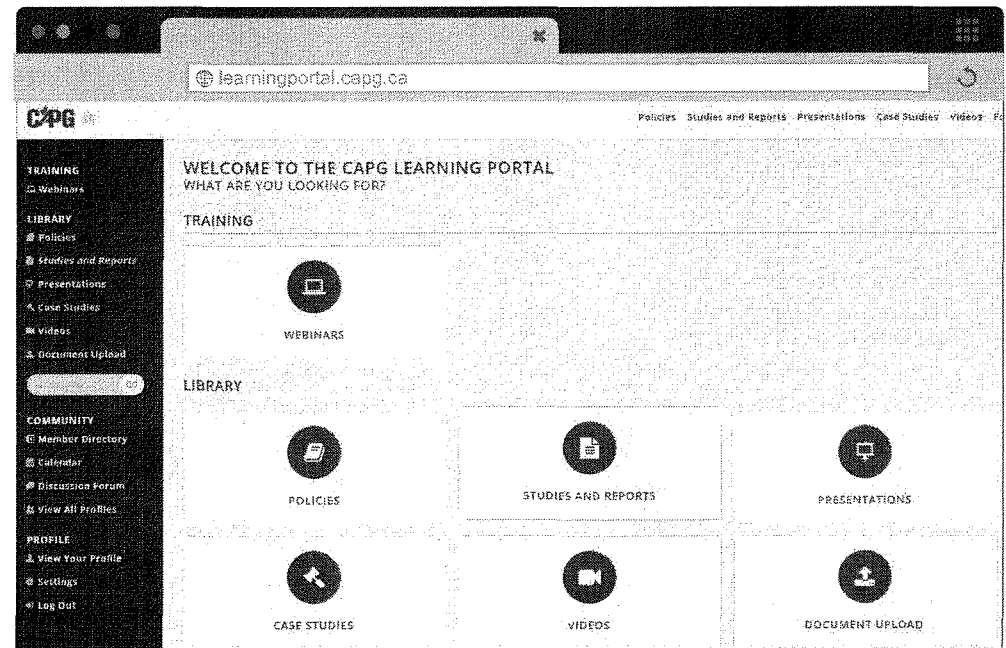 learningportal.capg.ca
CAPG
Policies Studies and Reports Presentations Case Studies Videos Fo
TRAINING
Webinars
LIBRARY
Policies
Studies and Reports
Presentations
Case Studies
Videos
Document Upload
GO
COMMUNITY
Member Directory
Calendar
Discussion Forum
View All Profiles
PROFILE
View Your Profile
Settings
Log Out
WELCOME TO THE CAPG LEARNING PORTAL
WHAT ARE YOU LOOKING FOR?
TRAINING
WEBINARS
LIBRARY
POLICIES
STUDIES AND REPORTS
PRESENTATIONS
CASE STUDIES
VIDEOS
DOCUMENT UPLOAD